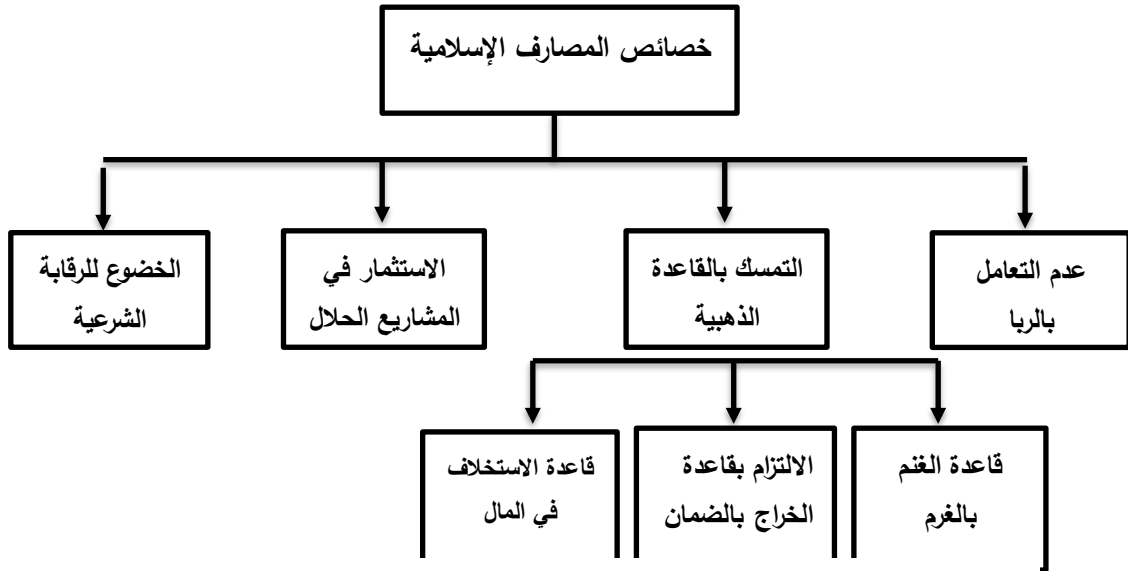 خصائص المصارف الإسلامية
عدم التعامل
بالربا
التمسك بالقاعدة
الذهبية
الاستثمار في
المشاريع الحلال
الخضوع للرقابة
الشرعية
قاعدة الغنم
بالغرم
الالتزام بقاعدة
الخراج بالضمان
قاعدة الاستخلاف
في المال